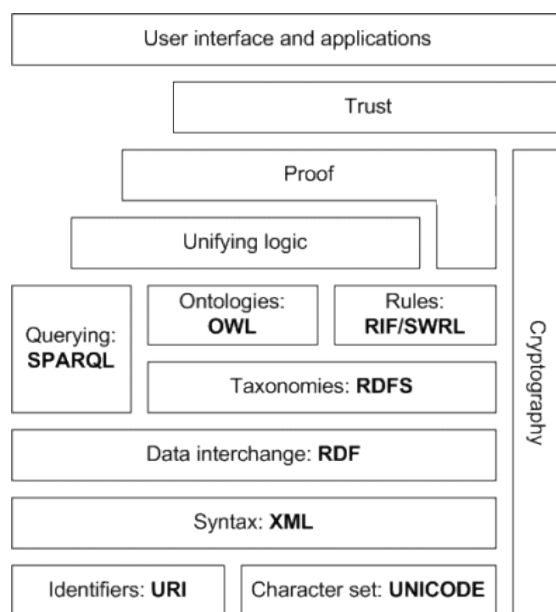 User interface and applications
Trust
Proof
Unifying logic
Querying:
SPARQL
Ontologies:
OWL
Rules:
RIF/SWRL
Taxonomies: RDFS
Data interchange: RDF
Syntax: XML
Identifiers: URI
Character set: UNICODE
Cryptography